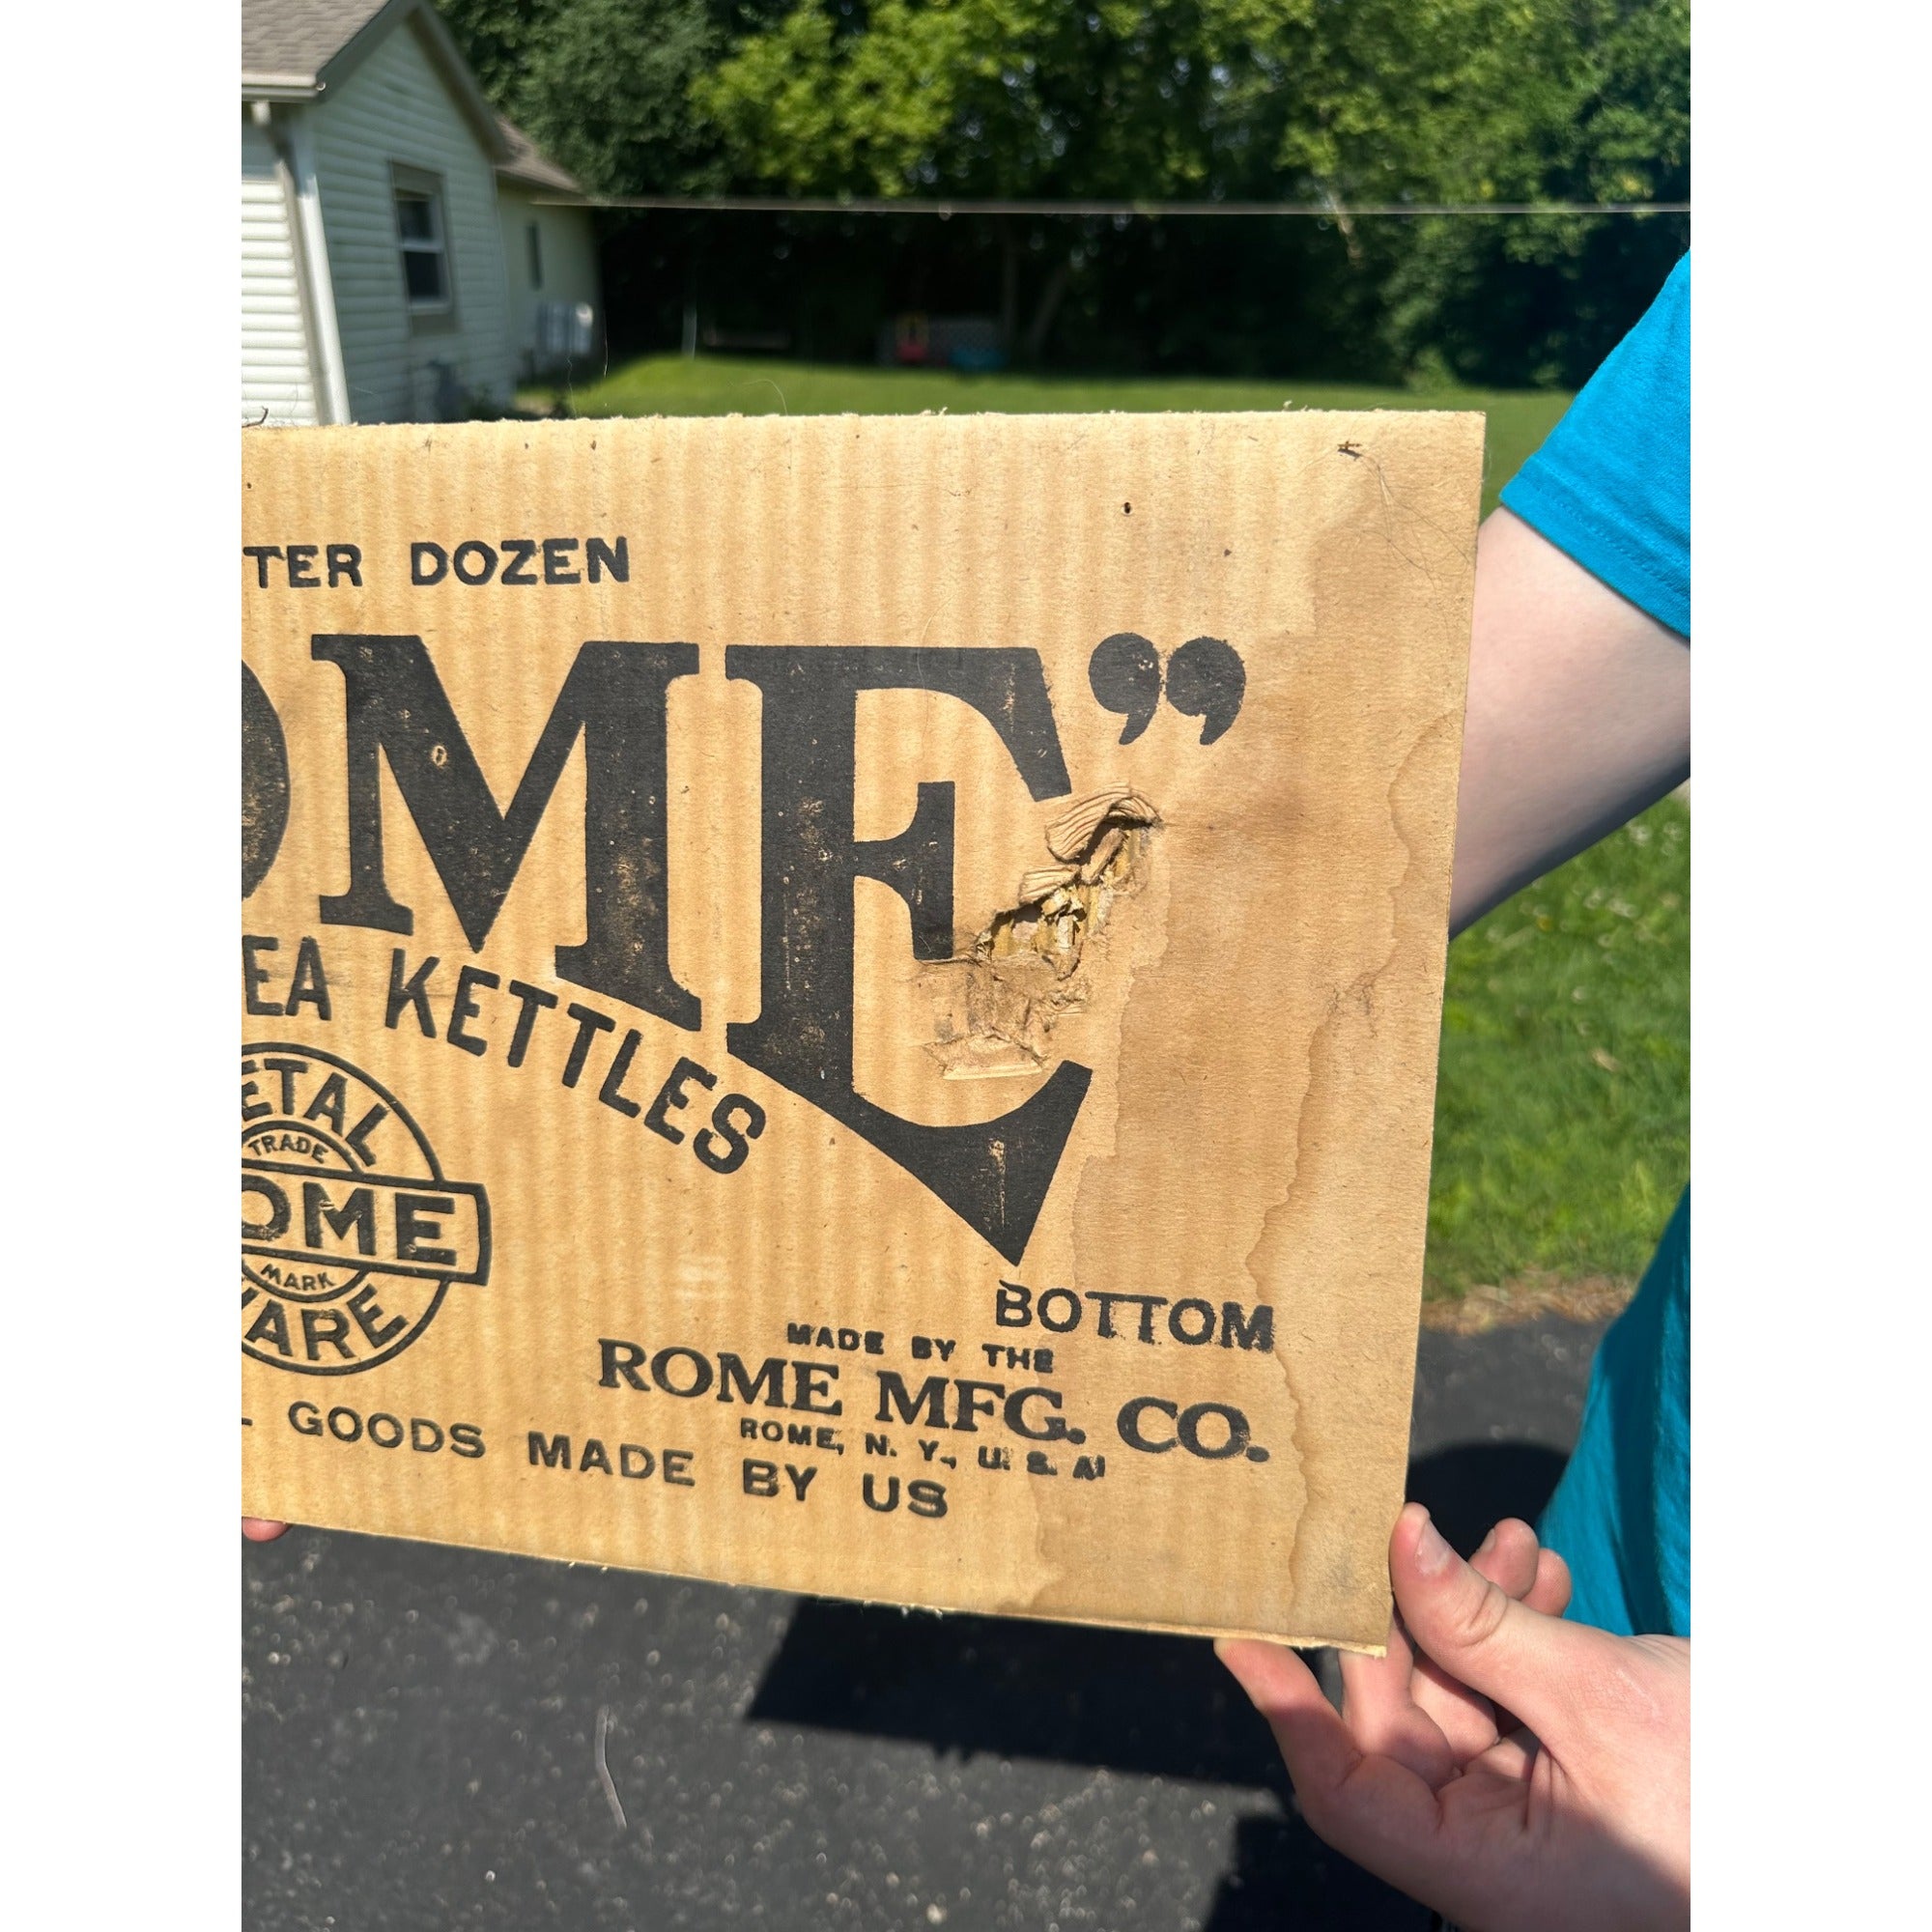 TER DOZEN
OME”
EA KETTLES
ETAL
TRADE
OME
MARK
WARE
BOTTOM
MADE BY THE
ROME MFG. CO.
ROME, N. Y., U. S. A.
GOODS MADE BY US